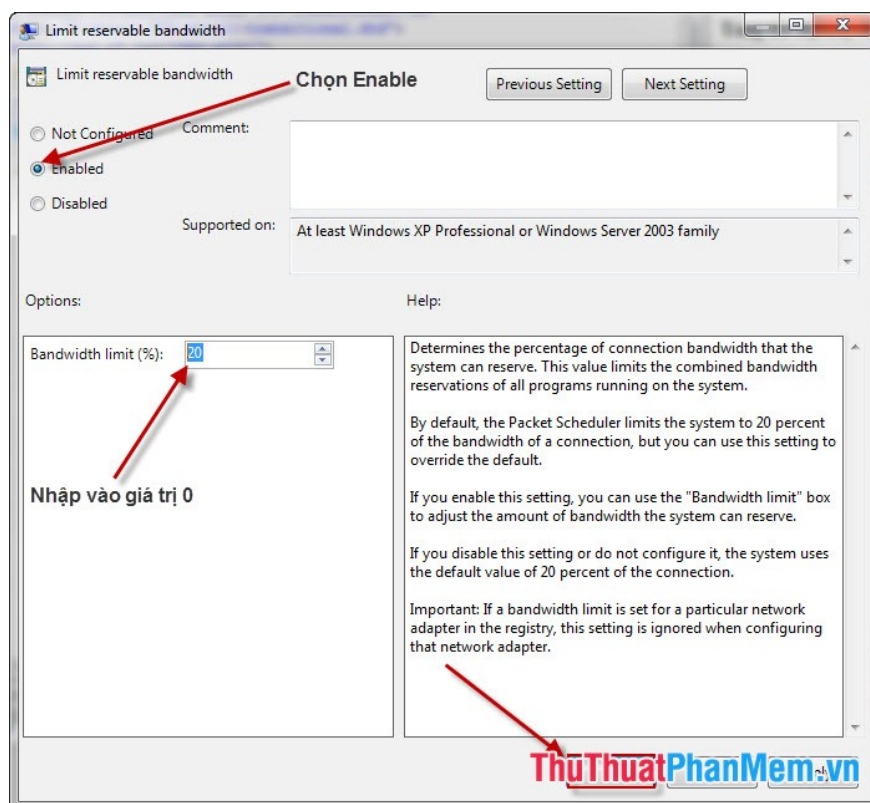 Limit reservable bandwidth
Limit reservable bandwidth
Chọn Enable
Previous Setting
Next Setting
Not Configured
Comment:
Enabled
Disabled
Supported on:
At least Windows XP Professional or Windows Server 2003 family
Options:
Help:
Bandwidth limit (%):
20
Nhập vào giá trị 0
Determines the percentage of connection bandwidth that the
system can reserve. This value limits the combined bandwidth
reservations of all programs running on the system.
By default, the Packet Scheduler limits the system to 20 percent
of the bandwidth of a connection, but you can use this setting to
override the default.
If you enable this setting, you can use the "Bandwidth limit" box
to adjust the amount of bandwidth the system can reserve.
If you disable this setting or do not configure it, the system uses
the default value of 20 percent of the connection.
Important: If a bandwidth limit is set for a particular network
adapter in the registry, this setting is ignored when configuring
that network adapter.
ThuThuatPhanMem.vn